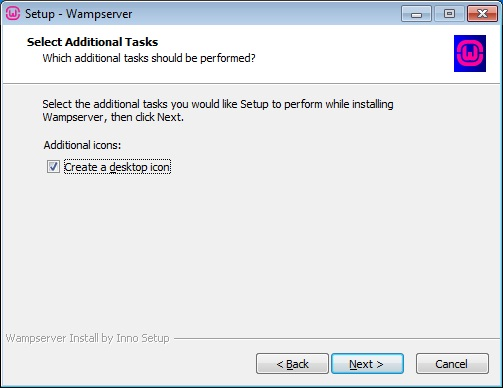 Setup - Wampserver
Select Additional Tasks
Which additional tasks should be performed?
Select the additional tasks you would like Setup to perform while installing
Wampserver, then click Next.
Additional icons:
Create a desktop icon
Wampserver Install by Inno Setup
< Back
Next >
Cancel